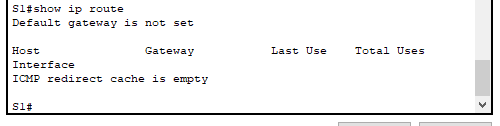 S1#show ip route
Default gateway is not set
Host               Gateway           Last Use    Total Uses
Interface
ICMP redirect cache is empty
S1#